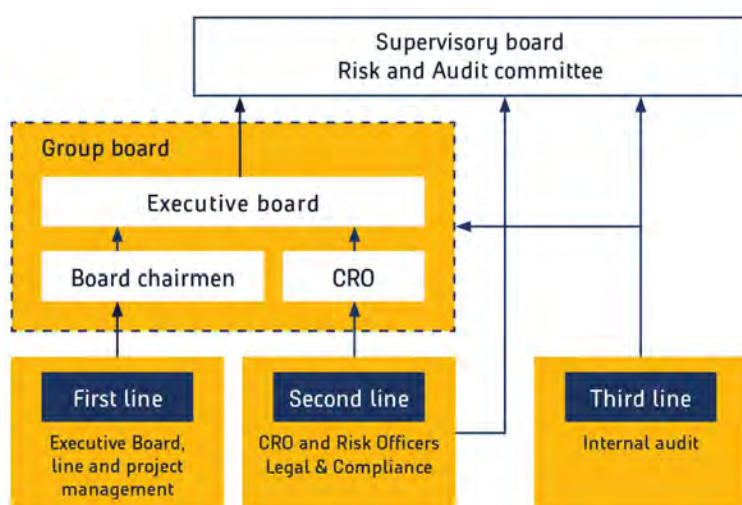 Supervisory board
Risk and Audit committee
Group board
Executive board
Board chairmen
CRO
First line
Executive Board,
line and project
management
Second line
CRO and Risk Officers
Legal & Compliance
Third line
Internal audit